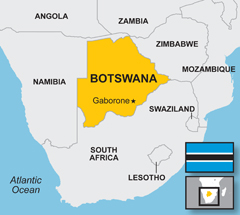 ANGOLA
ZAMBIA
ZIMBABWE
MOZAMBIQUE
NAMIBIA
BOTSWANA
Gaborone
SWAZILAND
SOUTH
AFRICA
LESOTHO
Atlantic
Ocean